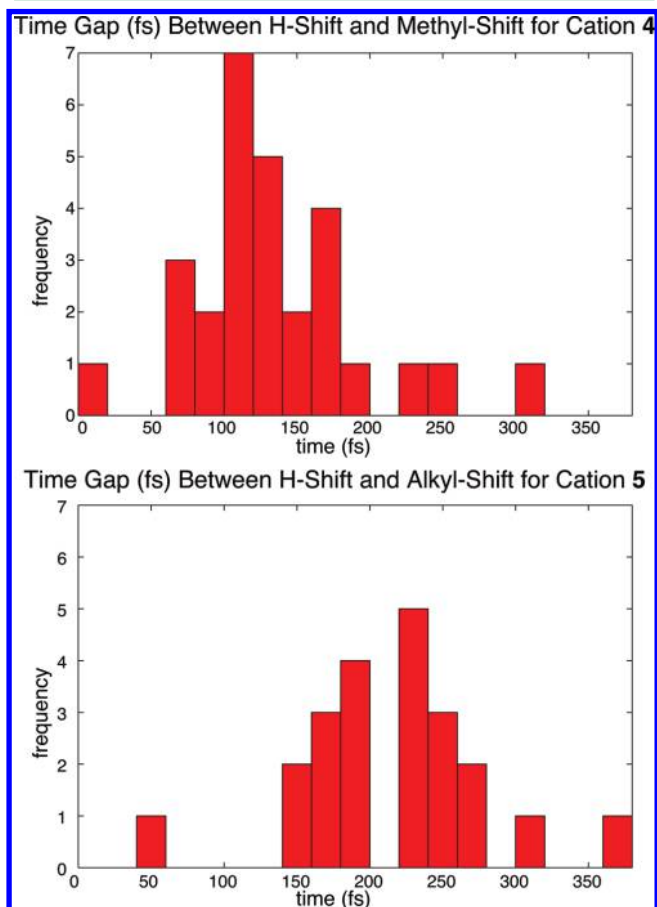 Time Gap (fs) Between H-Shift and Methyl-Shift for Cation 4
7
6
5
4
3
2
1
0
frequency
0 50 100 150 200 250 300 350
time (fs)
Time Gap (fs) Between H-Shift and Alkyl-Shift for Cation 5
7
6
5
4
3
2
1
0
frequency
0 50 100 150 200 250 300 350
time (fs)